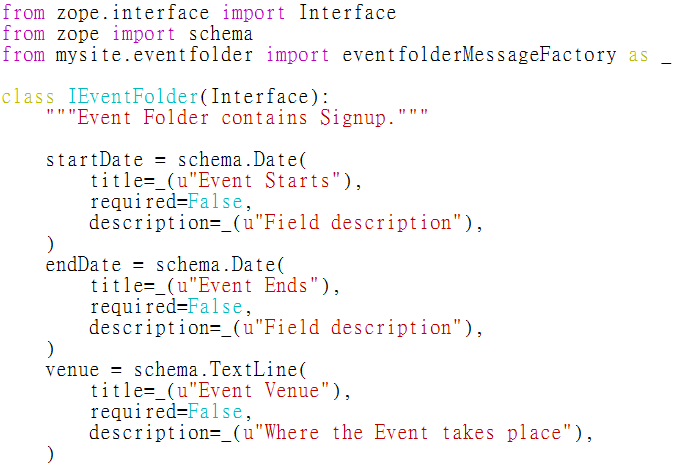 from zope.interface import Interface
from zope import schema
from mysite.eventfolder import eventfolderMessageFactory as _

class IEventFolder(Interface):
    """Event Folder contains Signup."""

    startDate = schema.Date(
        title=_(u"Event Starts"),
        required=False,
        description=_(u"Field description"),
    )
    endDate = schema.Date(
        title=_(u"Event Ends"),
        required=False,
        description=_(u"Field description"),
    )
    venue = schema.TextLine(
        title=_(u"Event Venue"),
        required=False,
        description=_(u"Where the Event takes place"),
    )